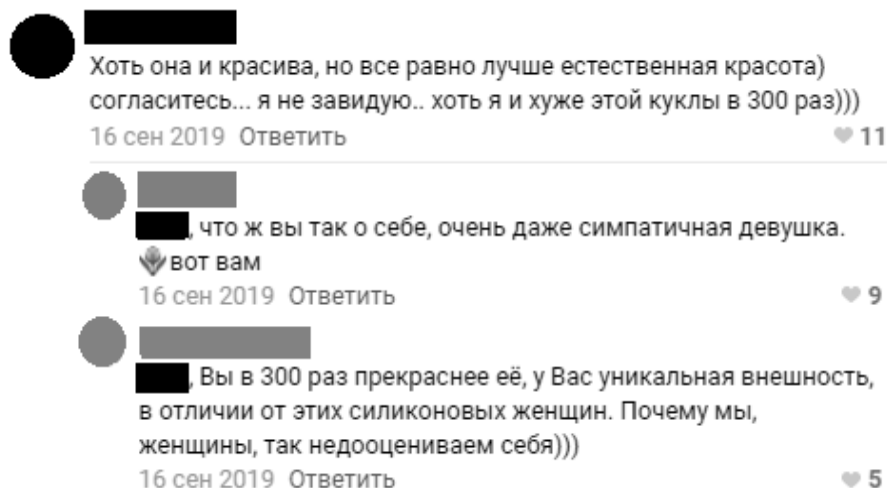 Хоть она и красива, но все равно лучше естественная красота)
согласитесь... я не завидую.. хоть я и хуже этой куклы в 300 раз)))
16 сен 2019 Ответить 11
, что ж вы так о себе, очень даже симпатичная девушка.
вот вам
16 сен 2019 Ответить 9
, Вы в 300 раз прекраснее её, у Вас уникальная внешность,
в отличии от этих силиконовых женщин. Почему мы,
женщины, так недооцениваем себя)))
16 сен 2019 Ответить 5